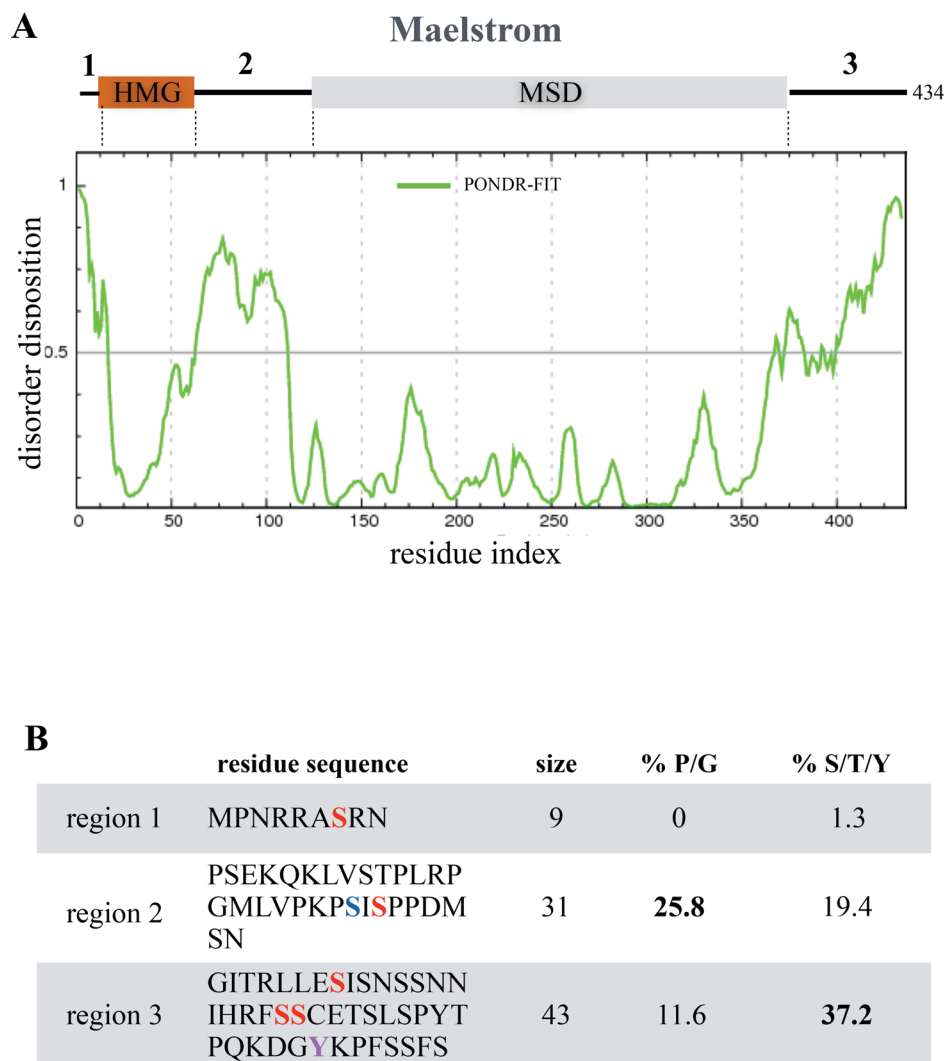 A
Maelstrom
1 HMG 2 MSD 3 434
1
PONDR-FIT
0.5
disorder disposition
0 50 100 150 200 250 300 350 400
residue index
B
residue sequence size % P/G % S/T/Y
region 1 MPNRRASRN 9 0 1.3
PSEKQKLVSTPLRP
region 2 GMLVPKPSISPPDM 31 25.8 19.4
SN
GITRLLESISNSSNN
region 3 IHRFSSCETSLSPYT 43 11.6 37.2
PQKDGYKPFSSFS